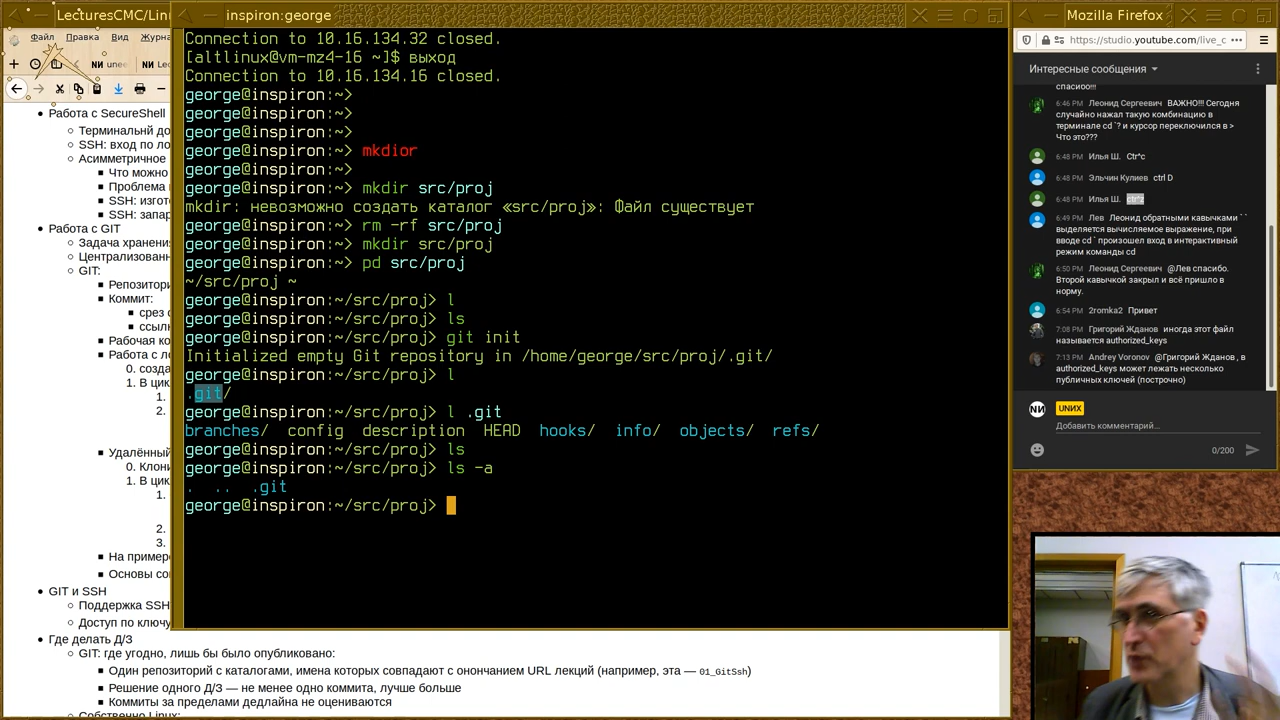 LecturesCMC/Linu
inspiron:george
Mozilla Firefox
Файл Правка Вид Журна
https://studio.youtube.com/live_c
Работа с SecureShell
Терминальнй до
SSH: вход по ло
Асимметричное
Что можно
Проблема
SSH: изгот
SSH: запар
Работа с GIT
Задача хранени
Централизованн
GIT:
Репозитори
Коммит:
срез с
ссылк
Рабочая ко
Работа с ло
0. созда
1. В цик
1.
2.
Удалённый
0. Клони
1. В цик
1.
2.
3.
На примере
Основы со
GIT и SSH
Поддержка SSH
Доступ по ключу
Где делать Д/З
GIT: где угодно, лишь бы было опубликовано:
Один репозиторий с каталогами, имена которых совпадают с онончанием URL лекций (например, эта — 01_GitSsh)
Решение одного Д/З — не менее одно коммита, лучше больше
Коммиты за пределами дедлайна не оцениваются
Собственно Linux:
Connection to 10.16.134.32 closed.
[altlinux@vm-mz4-16 ~]$ выход
Connection to 10.16.134.16 closed.
george@inspiron:~>
george@inspiron:~>
george@inspiron:~>
george@inspiron:~> mkdior
george@inspiron:~>
george@inspiron:~> mkdir src/proj
mkdir: невозможно создать каталог «src/proj»: Файл существует
george@inspiron:~> rm -rf src/proj
george@inspiron:~> mkdir src/proj
george@inspiron:~> pd src/proj
~/src/proj ~
george@inspiron:~/src/proj> l
george@inspiron:~/src/proj> ls
george@inspiron:~/src/proj> git init
Initialized empty Git repository in /home/george/src/proj/.git/
george@inspiron:~/src/proj> l
.git/
george@inspiron:~/src/proj> l .git
branches/ config description HEAD hooks/ info/ objects/ refs/
george@inspiron:~/src/proj> ls
george@inspiron:~/src/proj> ls -a
. .. .git
george@inspiron:~/src/proj>
Интересные сообщения
спасибо!!!
6:46 PM Леонид Сергеевич ВАЖНО!!! Сегодня
случайно нажал такую комбинацию в
терминале cd `? и курсор переключился в >
Что это???
6:48 PM Илья Ш. Ctr^c
6:48 PM Эльчин Кулиев ctrl D
6:48 PM Илья Ш.
6:49 PM Лев Леонид обратными кавычками ` `
выделяется вычисляемое выражение, при
вводе cd ` произошел вход в интерактивный
режим команды cd
6:50 PM Леонид Сергеевич @Лев спасибо.
Второй кавычкой закрыл и всё пришло в
норму.
6:54 PM 2romka2 Привет
7:08 PM Григорий Жданов иногда этот файл
называется authorized_keys
7:13 PM Andrey Voronov @Григорий Жданов , в
authorized_keys может лежать несколько
публичных ключей (построчно)
UNИX
Добавить комментарий...
0/200